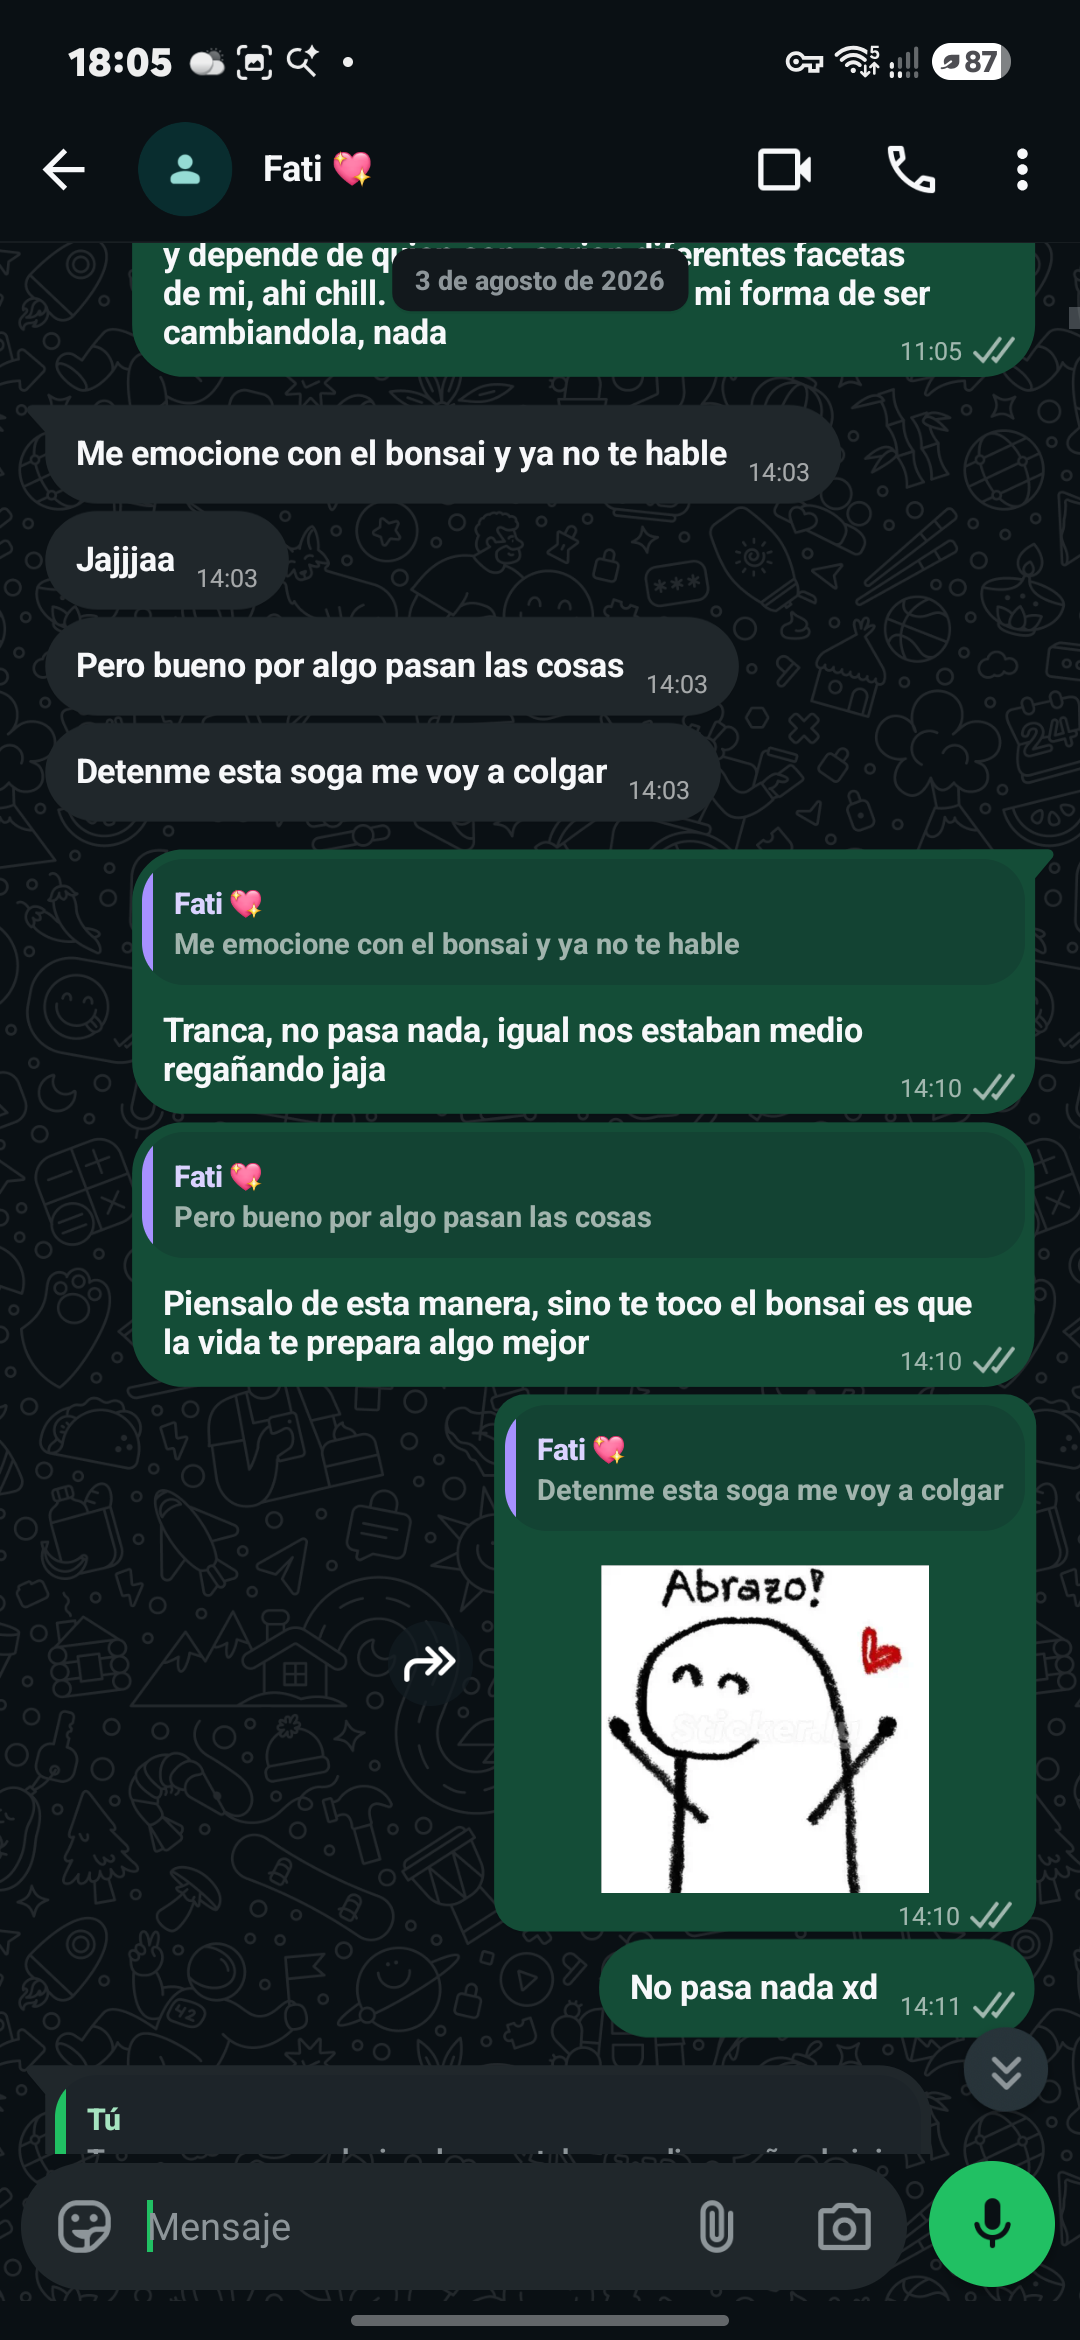 18:05
5
87
Fati 💖
y depende de
erentes facetas
3 de agosto de 2026
de mi, ahi chill.
mi forma de ser
cambiandola, nada
11:05
Me emocione con el bonsai y ya no te hable
14:03
Jajjjaa
14:03
Pero bueno por algo pasan las cosas
14:03
Detenme esta soga me voy a colgar
14:03
Fati 💖
Me emocione con el bonsai y ya no te hable
Tranca, no pasa nada, igual nos estaban medio
regañando jaja
14:10
Fati 💖
Pero bueno por algo pasan las cosas
Piensalo de esta manera, sino te toco el bonsai es que
la vida te prepara algo mejor
14:10
Fati 💖
Detenme esta soga me voy a colgar
Abrazo!
Sticker.ly
14:10
No pasa nada xd
14:11
Tú
Mensaje